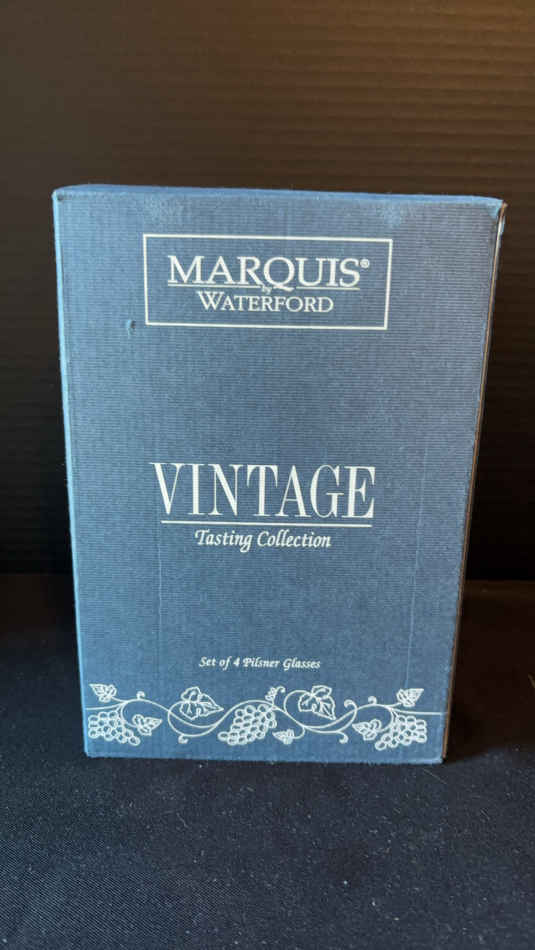 MARQUIS®
by
WATERFORD
VINTAGE
Tasting Collection
Set of 4 Pilsner Glasses